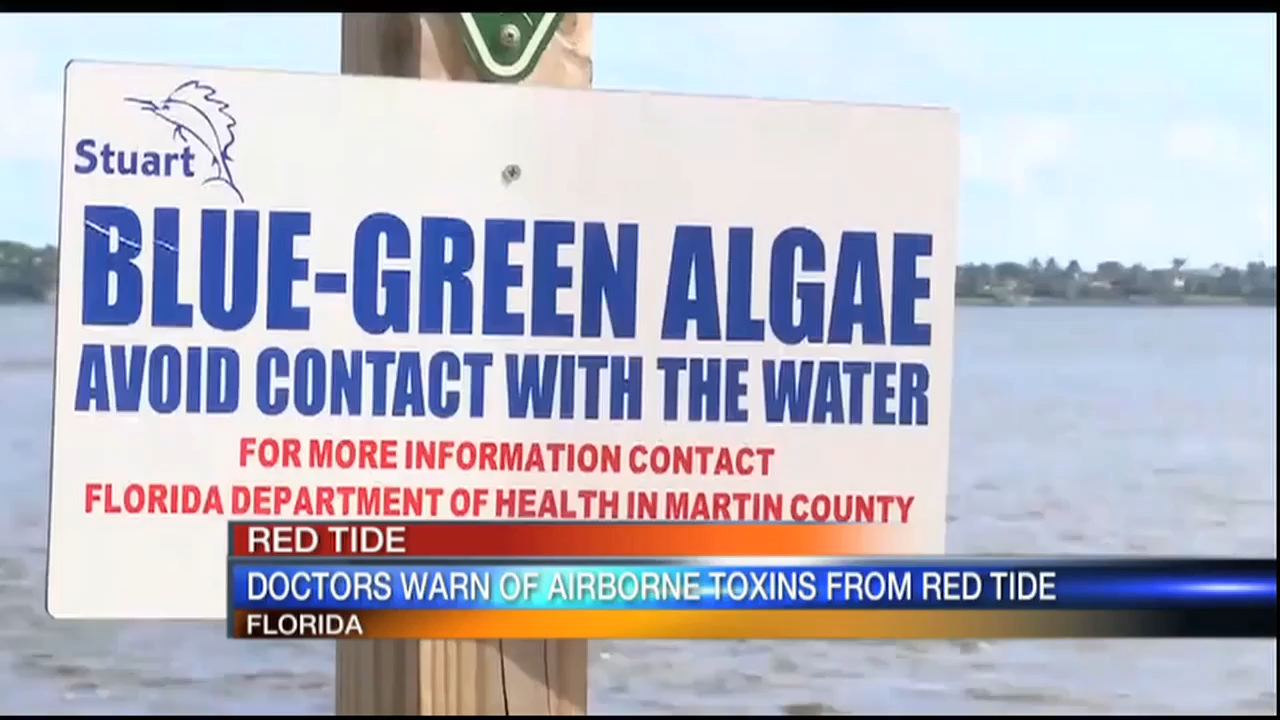 Stuart
BLUE-GREEN ALGAE
AVOID CONTACT WITH THE WATER
FOR MORE INFORMATION CONTACT
FLORIDA DEPARTMENT OF HEALTH IN MARTIN COUNTY
RED TIDE
DOCTORS WARN OF AIRBORNE TOXINS FROM RED TIDE
FLORIDA